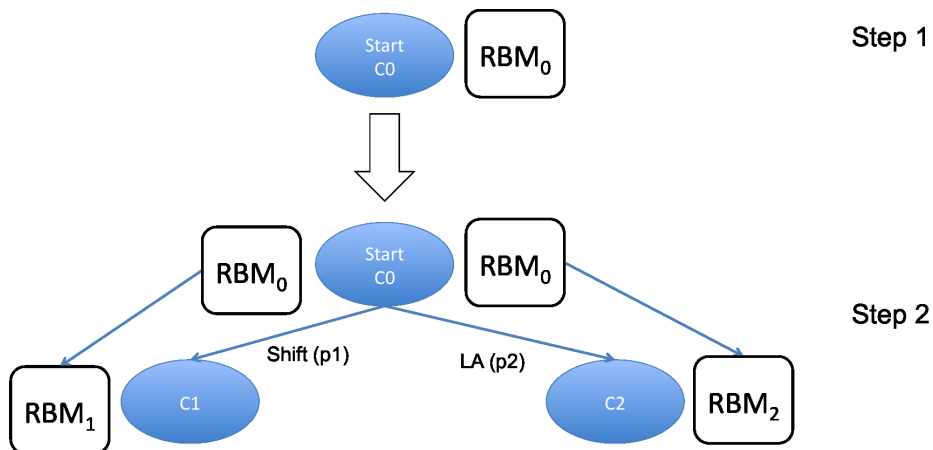 Start
C0
RBM₀
Step 1
RBM₀
Start
C0
RBM₀
Step 2
Shift (p1)
LA (p2)
RBM₁
C1
C2
RBM₂